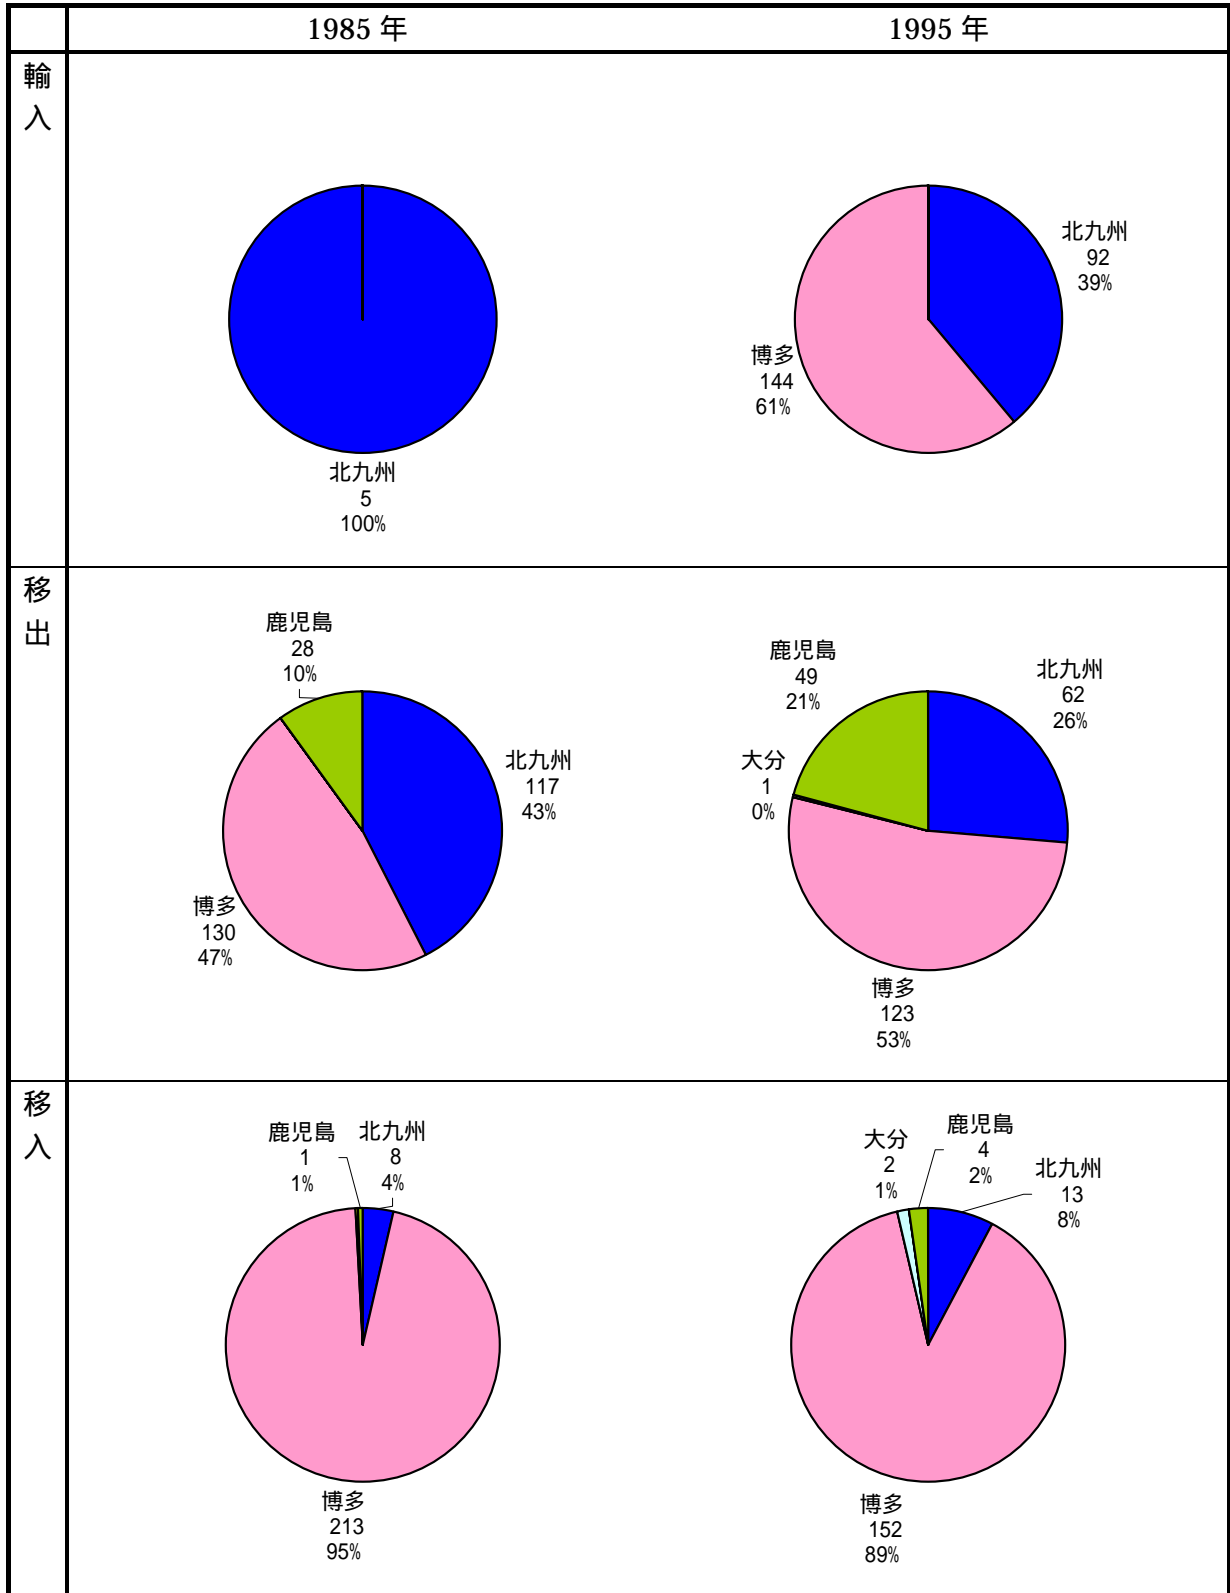 1985 年
1995 年
輸
入
北九州
5
100%
北九州
92
39%
博多
144
61%
移
出
鹿児島
28
10%
北九州
117
43%
博多
130
47%
鹿児島
49
21%
北九州
62
26%
大分
1
0%
博多
123
53%
移
入
鹿児島
1
1%
北九州
8
4%
博多
213
95%
大分
2
1%
鹿児島
4
2%
北九州
13
8%
博多
152
89%